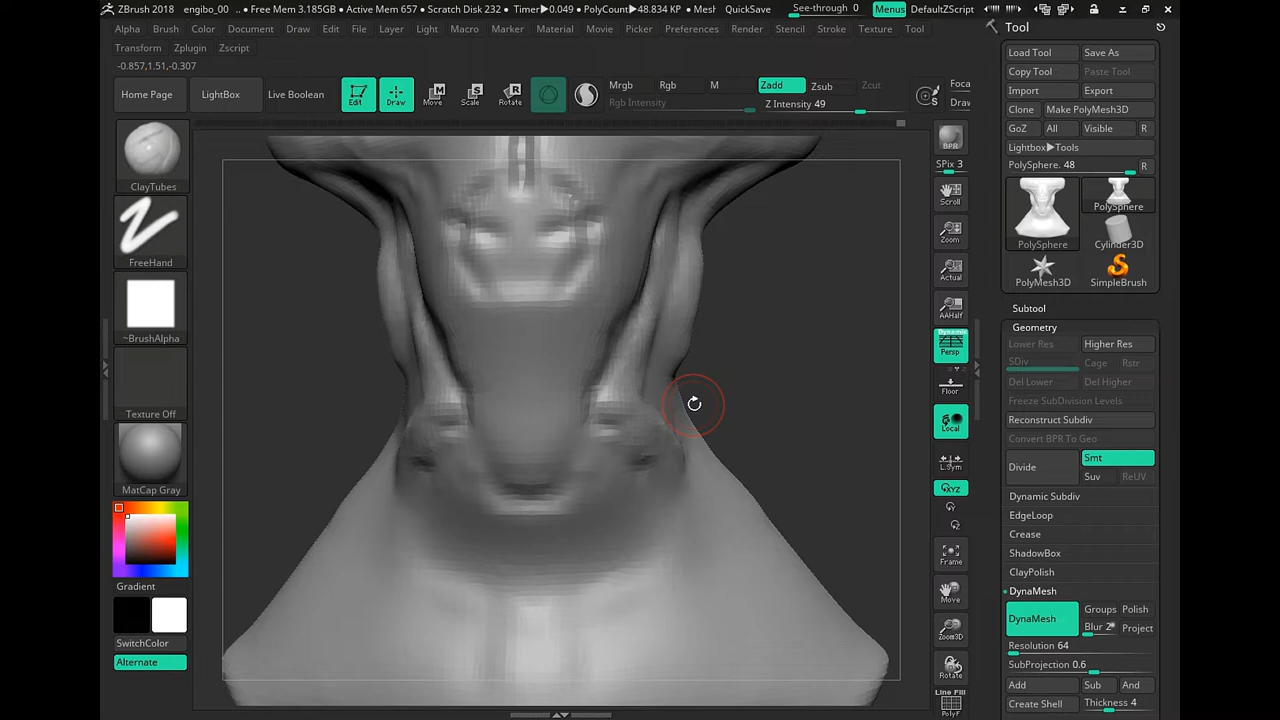 ZBrush 2018 engibo_00 .. • Free Mem 3.185GB • Active Mem 657 • Scratch Disk 232 • Timer▶0.049 • PolyCount▶48.834 KP • Mesh QuickSave See-through 0 Menus DefaultZScript
Alpha Brush Color Document Draw Edit File Layer Light Macro Marker Material Movie Picker Preferences Render Stencil Stroke Texture Tool
Transform Zplugin Zscript
-0.857,1.51,-0.307
Home Page LightBox Live Boolean Edit Draw Move Scale Rotate
Mrgb Rgb M Zadd Zsub Zcut Foca
Rgb Intensity Z Intensity 49 Draw
ClayTubes
FreeHand
~BrushAlpha
Texture Off
MatCap Gray
Gradient
SwitchColor
Alternate
BPR
SPix 3
Scroll
Zoom
Actual
AAHalf
Dynamic
Persp
Floor
Local
L.Sym
XYZ
Frame
Move
Zoom3D
Rotate
Line Fill
PolyF
Tool
Load Tool Save As
Copy Tool Paste Tool
Import Export
Clone Make PolyMesh3D
GoZ All Visible R
Lightbox▶Tools
PolySphere. 48 R
PolySphere
PolySphere Cylinder3D
PolyMesh3D SimpleBrush
Subtool
Geometry
Lower Res Higher Res
SDiv Cage Rstr
Del Lower Del Higher
Freeze SubDivision Levels
Reconstruct Subdiv
Convert BPR To Geo
Divide Smt
Suv ReUV
Dynamic Subdiv
EdgeLoop
Crease
ShadowBox
ClayPolish
DynaMesh
DynaMesh Groups Polish
Blur 2 Project
Resolution 64
SubProjection 0.6
Add Sub And
Create Shell Thickness 4